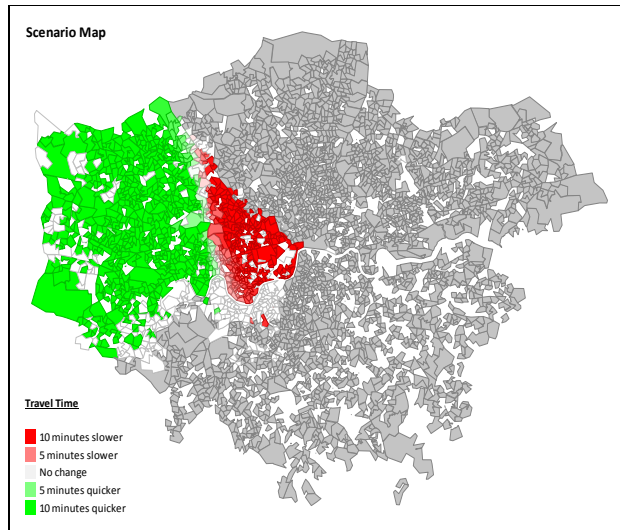 Scenario Map
Travel Time
10 minutes slower
5 minutes slower
No change
5 minutes quicker
10 minutes quicker